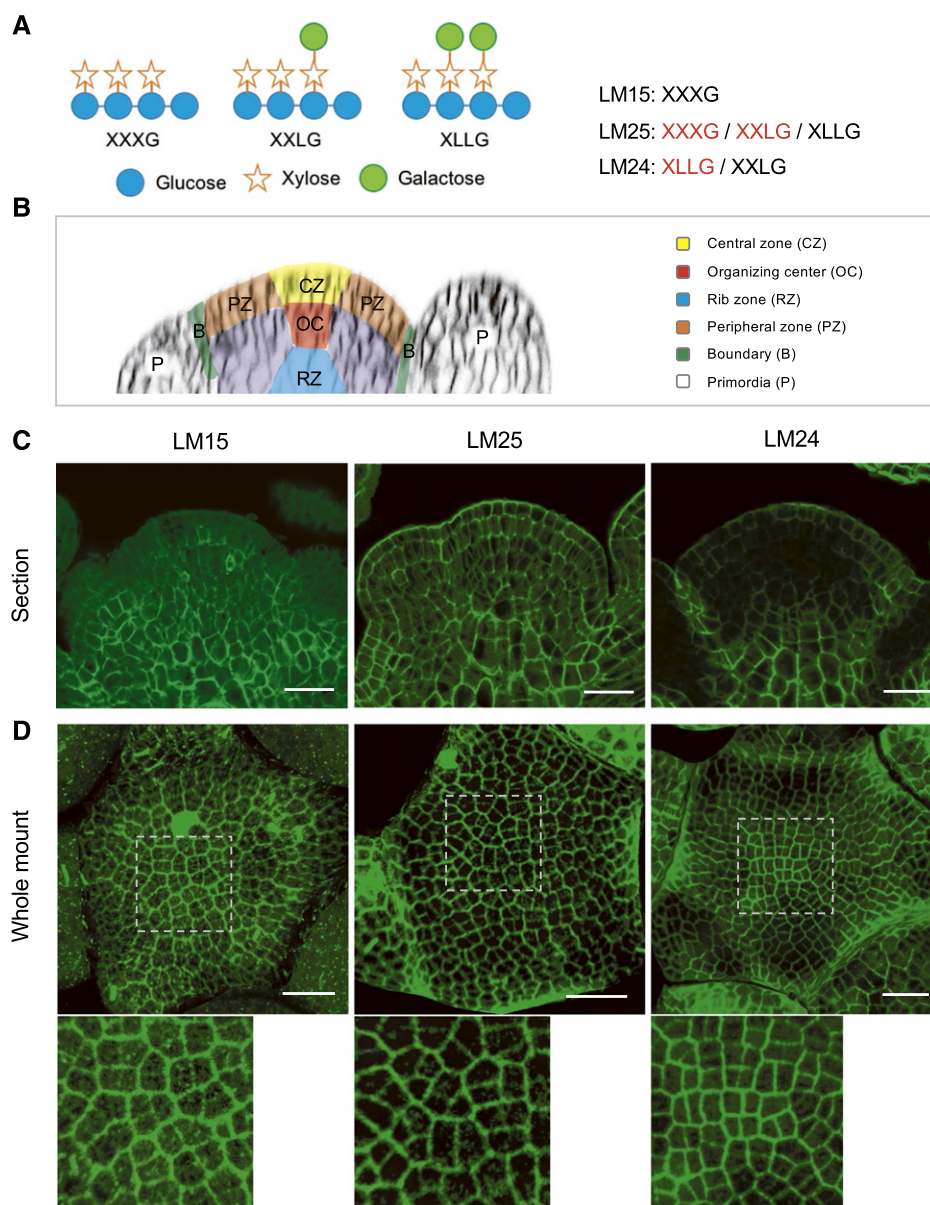 A
XXXG
XXLG
XLLG
Glucose
Xylose
Galactose
LM15: XXXG
LM25: XXXG / XXLG / XLLG
LM24: XLLG / XXLG
B
CZ
PZ
PZ
OC
B
B
P
P
RZ
Central zone (CZ)
Organizing center (OC)
Rib zone (RZ)
Peripheral zone (PZ)
Boundary (B)
Primordia (P)
C
LM15
LM25
LM24
Section
D
Whole mount